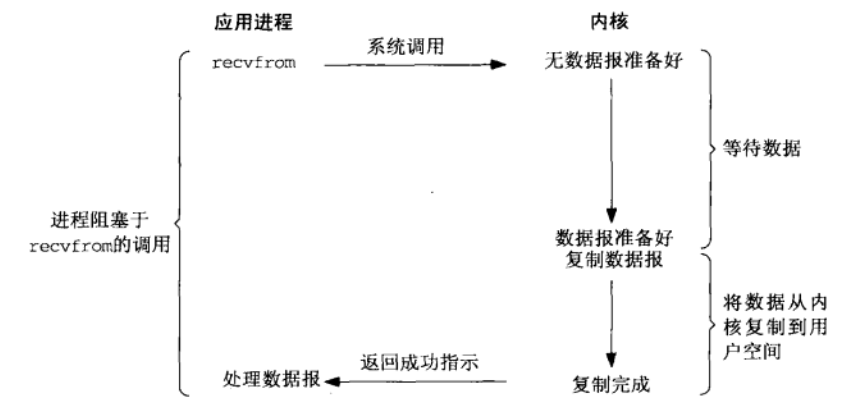 应用进程
内核
系统调用
recvfrom
无数据报准备好
等待数据
进程阻塞于
recvfrom的调用
数据报准备好
复制数据报
将数据从内
核复制到用
户空间
返回成功指示
处理数据报
复制完成